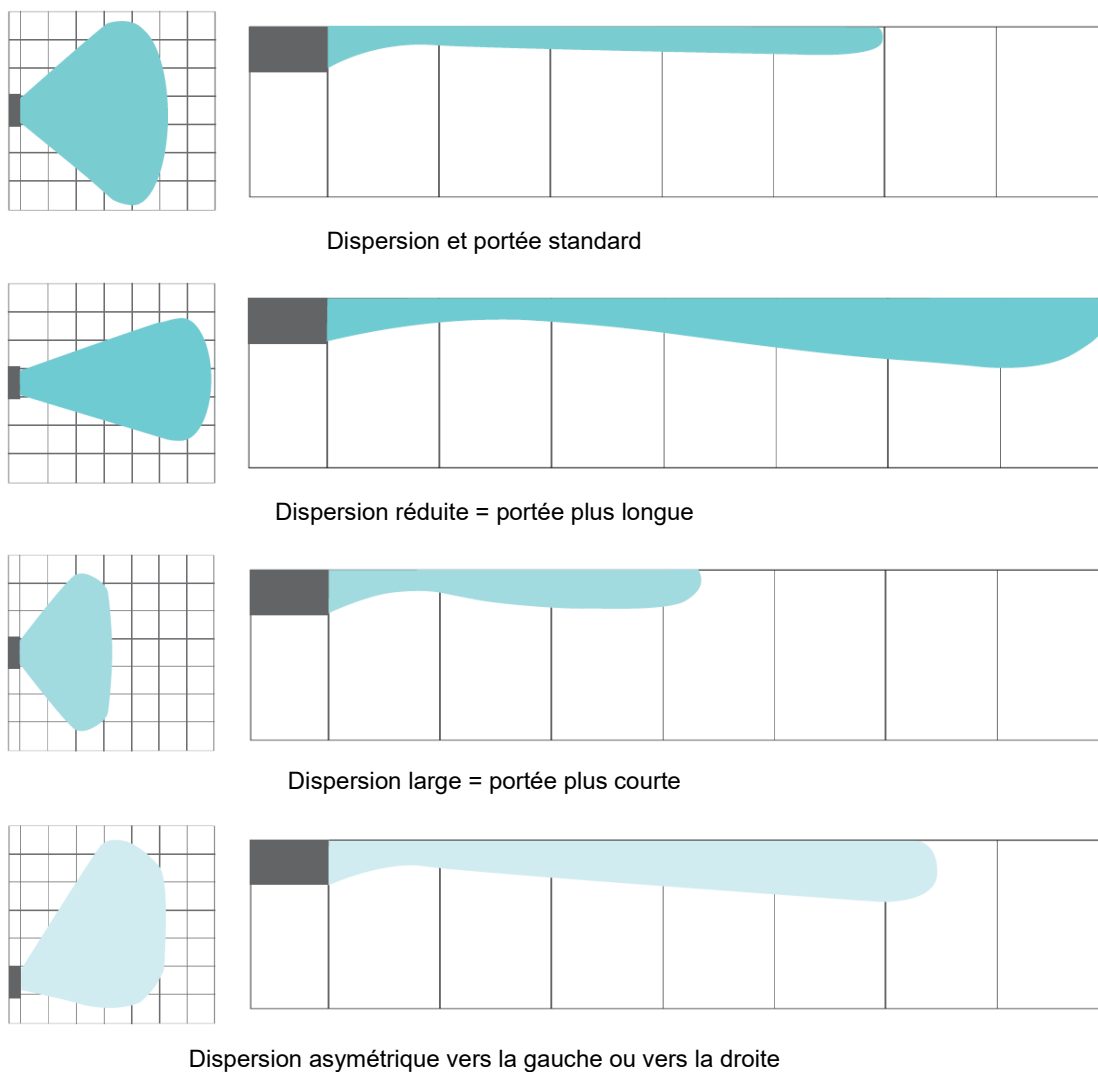 Dispersion et portée standard
Dispersion réduite = portée plus longue
Dispersion large = portée plus courte
Dispersion asymétrique vers la gauche ou vers la droite